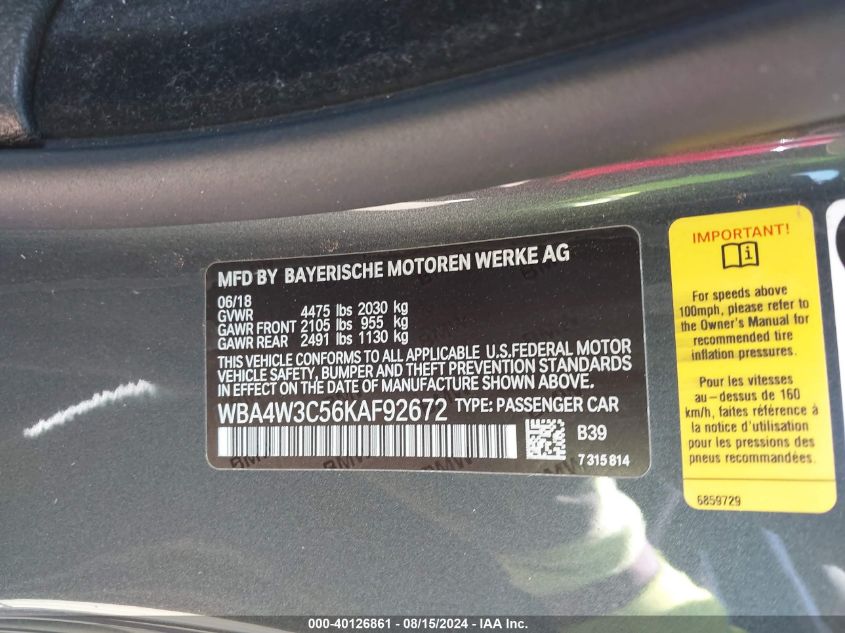 MFD BY BAYERISCHE MOTOREN WERKE AG
06/18
GVWR 4475 lbs 2030 kg
GAWR FRONT 2105 lbs 955 kg
GAWR REAR 2491 lbs 1130 kg
THIS VEHICLE CONFORMS TO ALL APPLICABLE U.S.FEDERAL MOTOR
VEHICLE SAFETY, BUMPER AND THEFT PREVENTION STANDARDS
IN EFFECT ON THE DATE OF MANUFACTURE SHOWN ABOVE.
WBA4W3C56KAF92672 TYPE: PASSENGER CAR
B39
7 315 814
IMPORTANT!
For speeds above
100mph, please refer to
the Owner's Manual for
recommended tire
inflation pressures.
Pour les vitesses
au-dessus de 160
km/h, faites référence
au manuel d'utilisation
pour les pressions des
pneus recommandées.
6859729
000-40126861 - 08/15/2024 - IAA Inc.